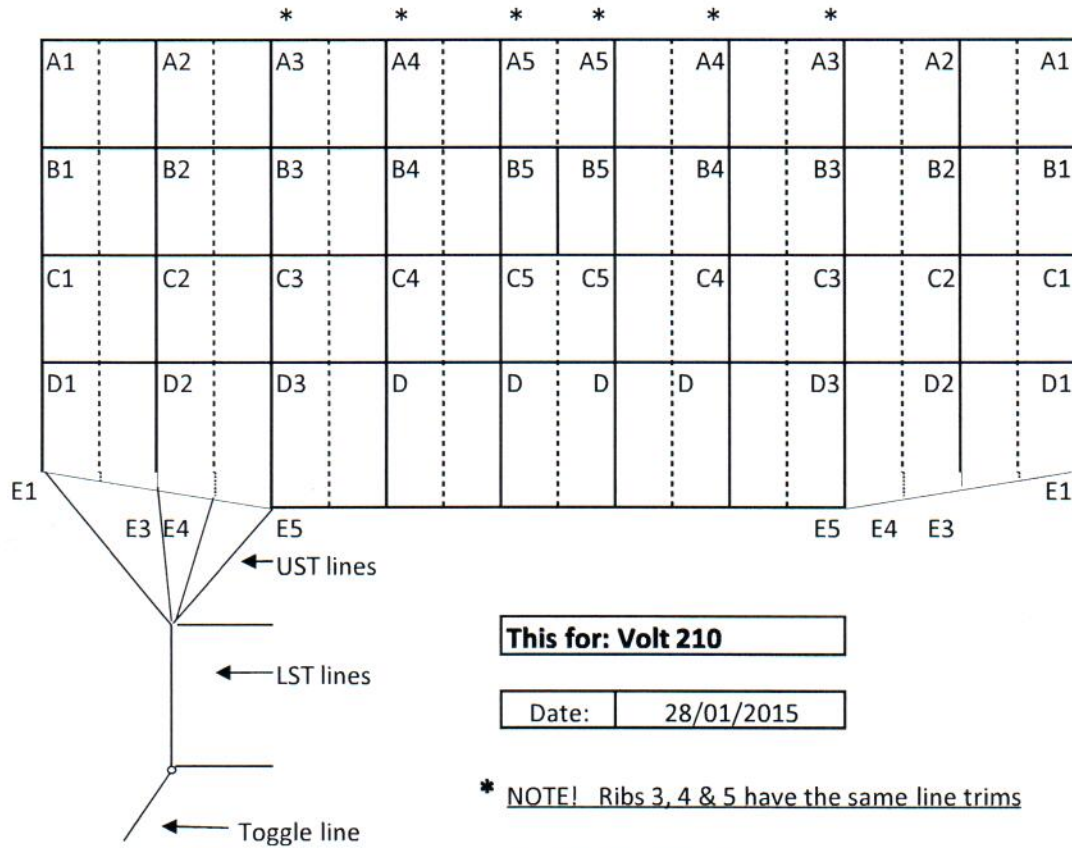 * * * * * *
A1 A2 A3 A4 A5 A5 A4 A3 A2 A1
B1 B2 B3 B4 B5 B5 B4 B3 B2 B1
C1 C2 C3 C4 C5 C5 C4 C3 C2 C1
D1 D2 D3 D D D D D3 D2 D1
E1 E1
E3 E4 E5 E5 E4 E3
UST lines
This for: Volt 210
LST lines
Date: 28/01/2015
* NOTE! Ribs 3, 4 & 5 have the same line trims
Toggle line